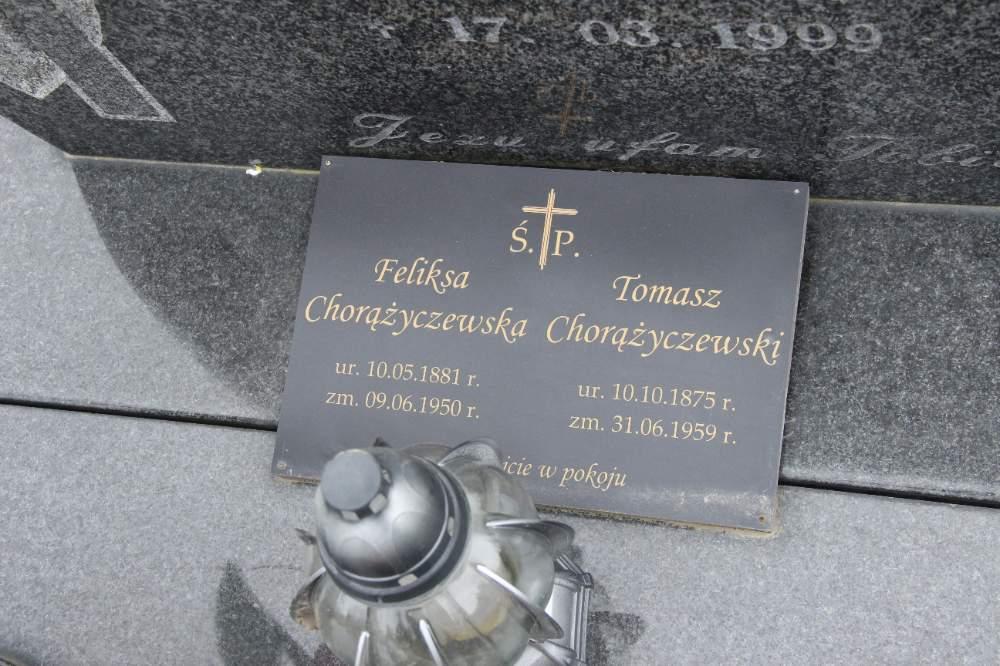 17. 03. 1999
Jezu ufam Tobie
Ś. P.
Feliksa
Chorążyczewska
ur. 10.05.1881 r.
zm. 09.06.1950 r.
Tomasz
Chorążyczewski
ur. 10.10.1875 r.
zm. 31.06.1959 r.
w pokoju